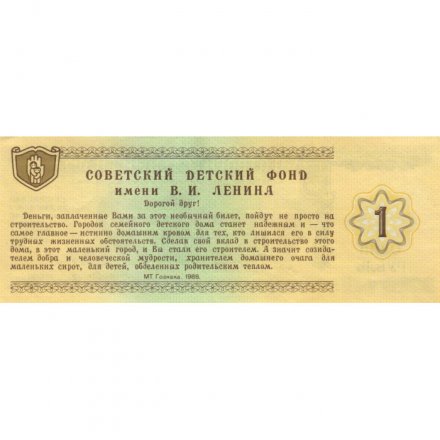 СОВЕТСКИЙ ДЕТСКИЙ ФОНД
имени В. И. ЛЕНИНА
Дорогой друг!
Деньги, заплаченные Вами за этот необычный билет, пойдут не просто на
строительство. Городок семейного детского дома станет надежным и — что
самое главное — истинно домашним кровом для тех, кто лишился его в силу
трудных жизненных обстоятельств. Сделав свой вклад в строительство этого
дома, в этот маленький город, и Вы стали его строителем. А значит созида-
телем добра и человеческой мудрости, хранителем домашнего очага для
маленьких сирот, для детей, обделенных родительским теплом.
МТ Гознака. 1988.
1